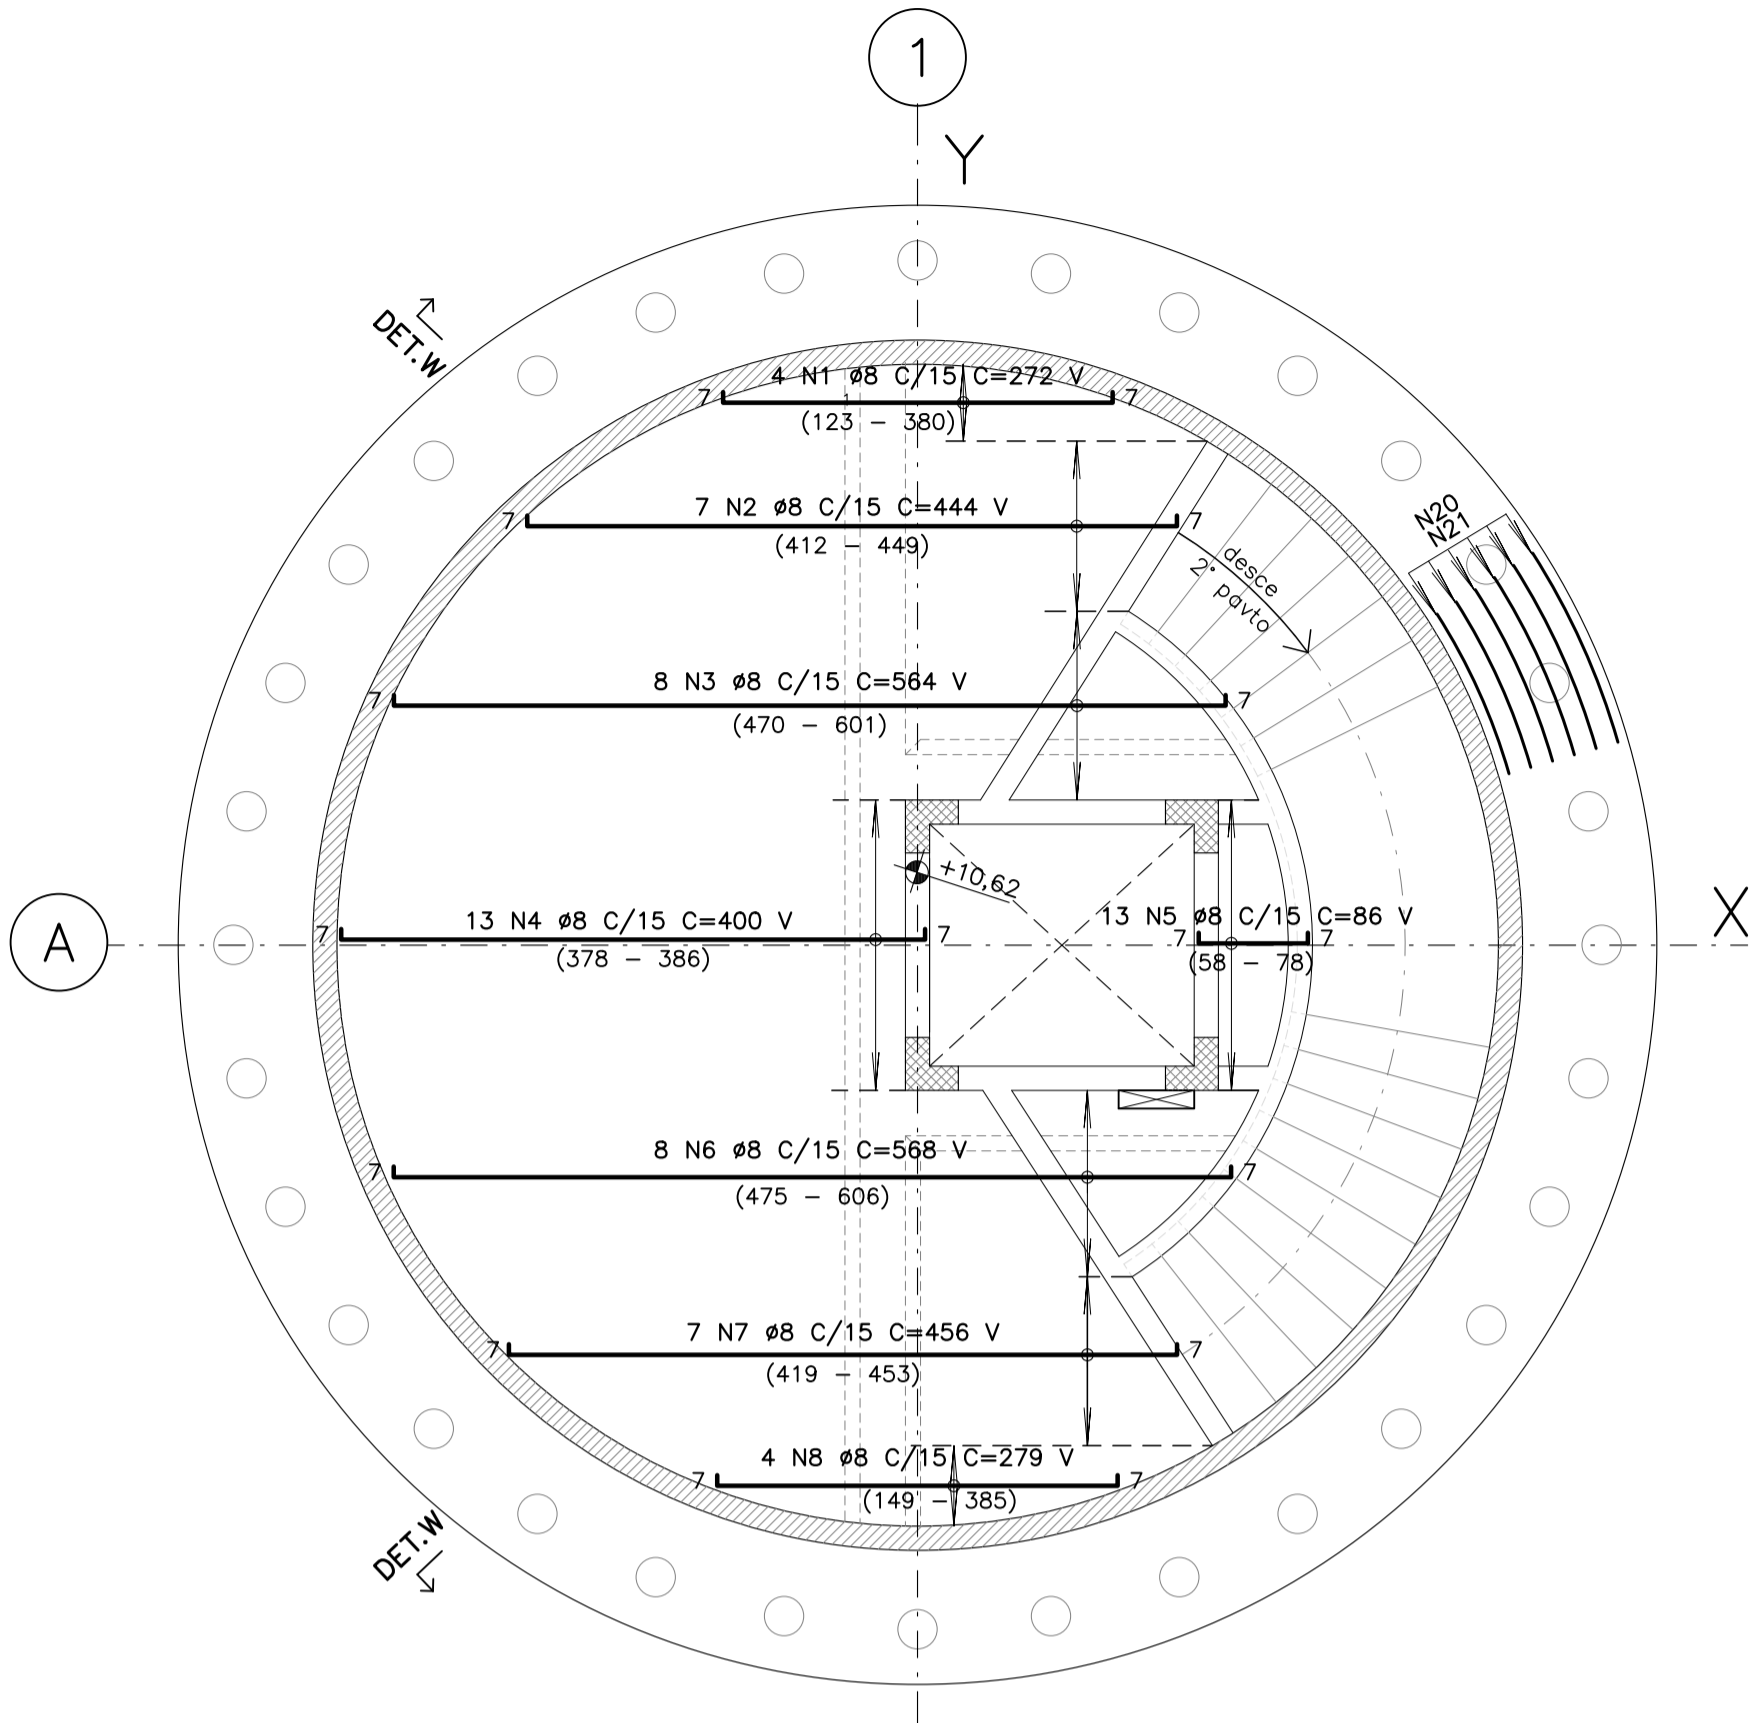 1
Y
DET.W
7 4 N1 ø8 C/15 C=272 V 7
1
(123 - 380)
7 7 N2 ø8 C/15 C=444 V 7
(412 - 449)
N20
N21
desce
2° pavto
7 8 N3 ø8 C/15 C=564 V 7
(470 - 601)
+10,62
A
X
7 13 N4 ø8 C/15 C=400 V 7
(378 - 386)
13 N5 ø8 C/15 C=86 V
7 7
(58 - 78)
7 8 N6 ø8 C/15 C=568 V 7
(475 - 606)
7 7 N7 ø8 C/15 C=456 V 7
(419 - 453)
7 4 N8 ø8 C/15 C=279 V 7
(149 - 385)
DET.W